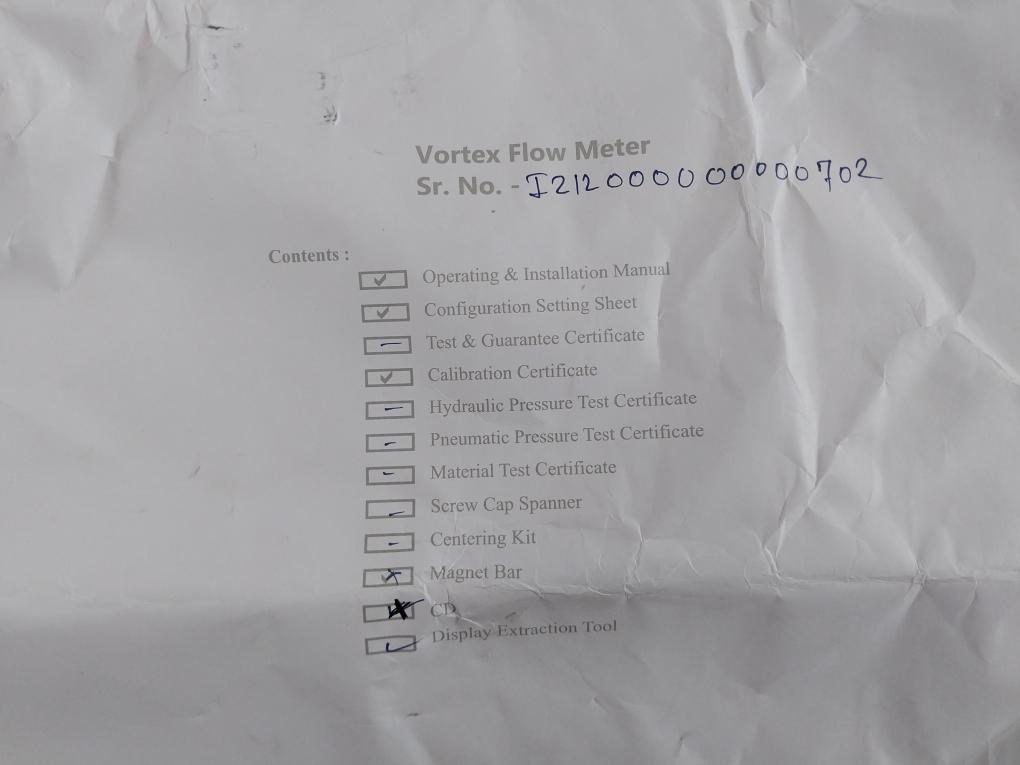 Vortex Flow Meter
Sr. No. - I212000000000702
Contents :
✓ Operating & Installation Manual
✓ Configuration Setting Sheet
- Test & Guarantee Certificate
✓ Calibration Certificate
- Hydraulic Pressure Test Certificate
- Pneumatic Pressure Test Certificate
- Material Test Certificate
- Screw Cap Spanner
- Centering Kit
Magnet Bar
CD
✓ Display Extraction Tool